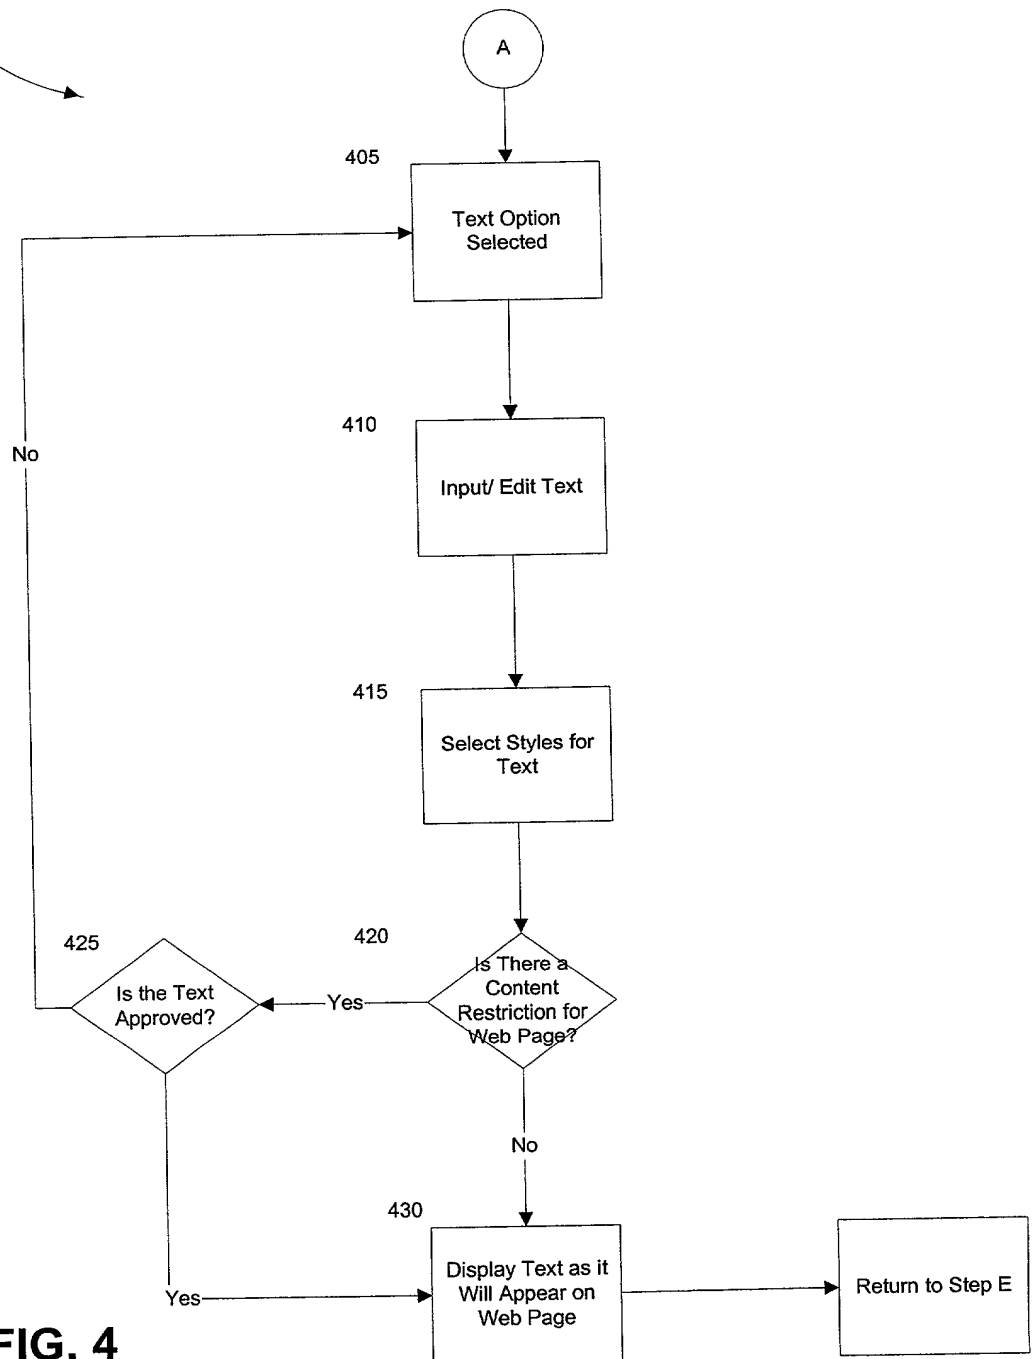 A
405
Text Option
Selected
410
No
Input/ Edit Text
415
Select Styles for
Text
425
420
Is There a
Content
Restriction for
Web Page?
Is the Text
Approved?
Yes
No
430
Display Text as it
Will Appear on
Web Page
Return to Step E
Yes
FIG. 4